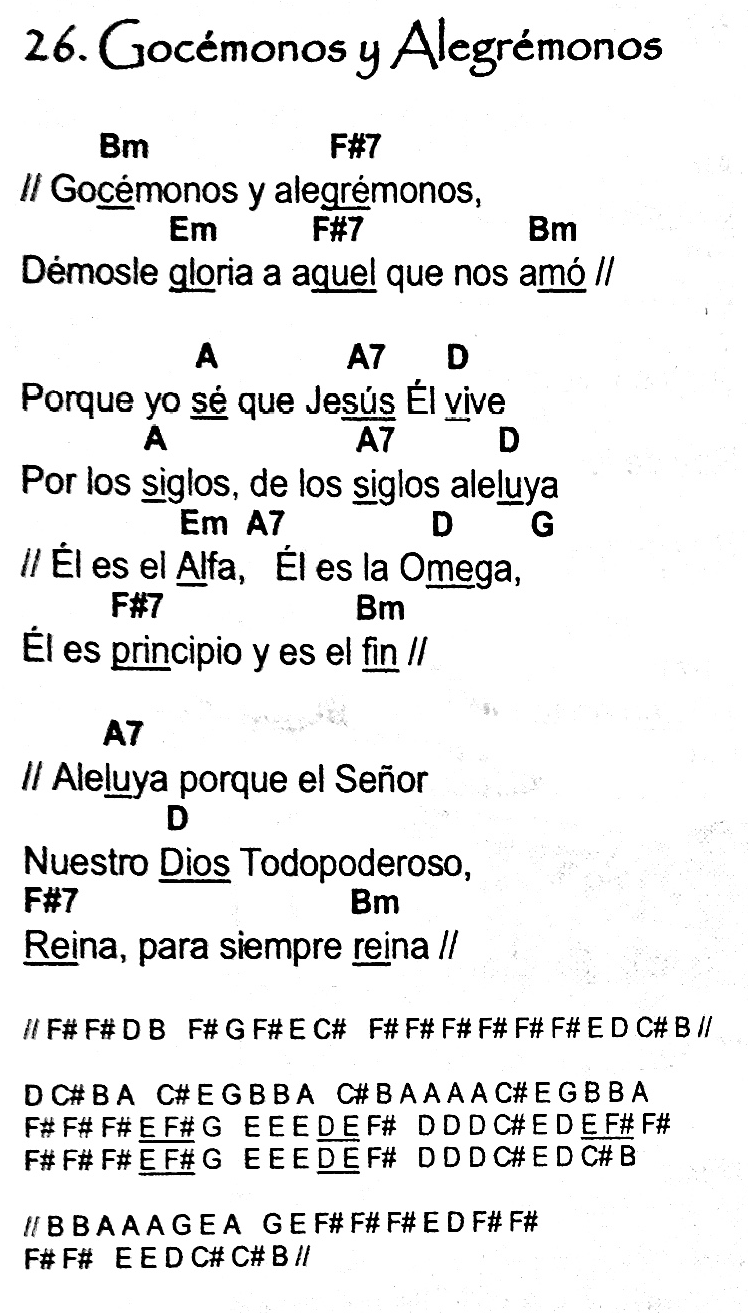 26. Gocémonos y Alegrémonos
Bm F#7
// Gocémonos y alegrémonos,
Em F#7 Bm
Démosle gloria a aquel que nos amó //
A A7 D
Porque yo sé que Jesús Él vive
A A7 D
Por los siglos, de los siglos aleluya
Em A7 D G
// Él es el Alfa, Él es la Omega,
F#7 Bm
Él es principio y es el fin //
A7
// Aleluya porque el Señor
D
Nuestro Dios Todopoderoso,
F#7 Bm
Reina, para siempre reina //
// F# F# D B F# G F# E C# F# F# F# F# F# F# E D C# B //
D C# B A C# E G B B A C# B A A A A C# E G B B A
F# F# F# E F# G E E E D E F# D D D C# E D E F# F#
F# F# F# E F# G E E E D E F# D D D C# E D C# B
// B B A A A G E A G E F# F# F# E D F# F#
F# F# E E D C# C# B //